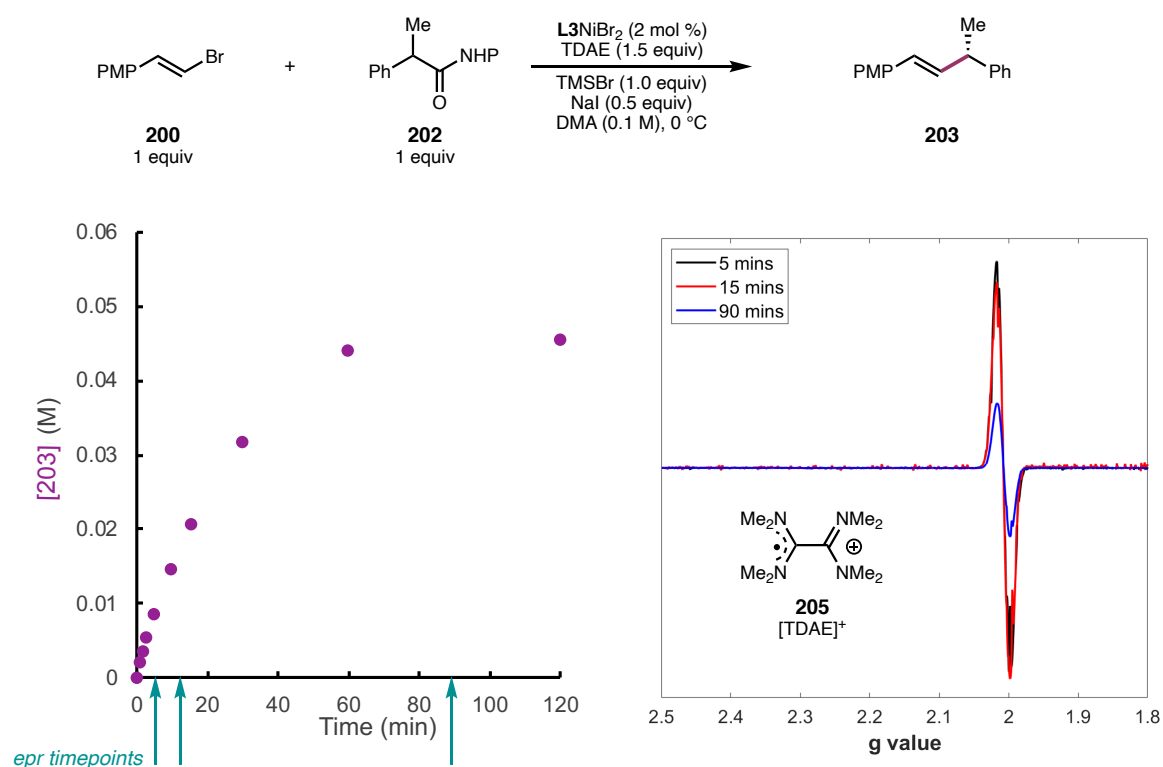 Me
Br
PMP
+
Ph
NHP
O
L3NiBr2 (2 mol %)
TDAE (1.5 equiv)
TMSBr (1.0 equiv)
NaI (0.5 equiv)
DMA (0.1 M), 0 °C
Me
PMP
Ph
200
1 equiv
202
1 equiv
203
[203] (M)
0.06
0.05
0.04
0.03
0.02
0.01
0
0 20 40 60 80 100 120
Time (min)
epr timepoints
5 mins
15 mins
90 mins
Me2N
NMe2
Me2N
NMe2
205
[TDAE]+
2.5 2.4 2.3 2.2 2.1 2 1.9 1.8
g value